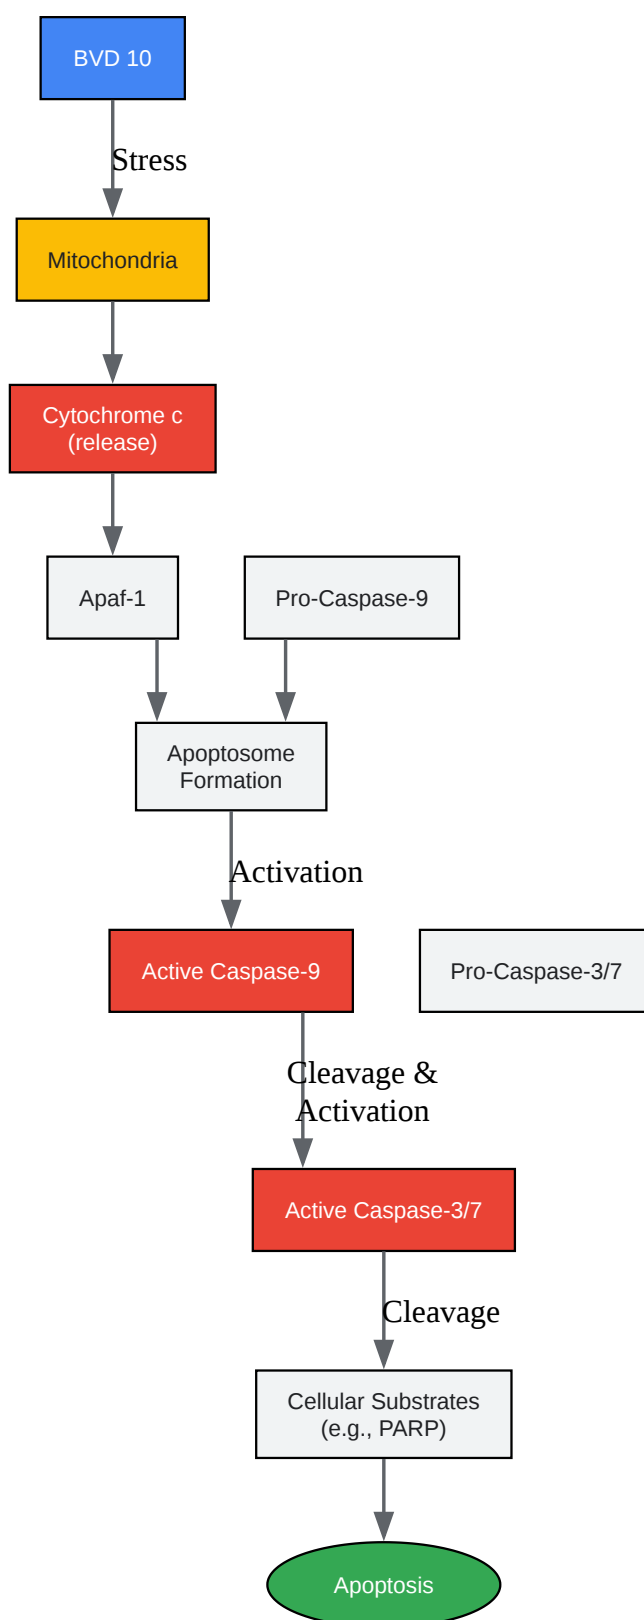 BVD 10
Stress
Mitochondria
Cytochrome c
(release)
Apaf-1
Pro-Caspase-9
Apoptosome
Formation
Activation
Active Caspase-9
Pro-Caspase-3/7
Cleavage &
Activation
Active Caspase-3/7
Cleavage
Cellular Substrates
(e.g., PARP)
Apoptosis